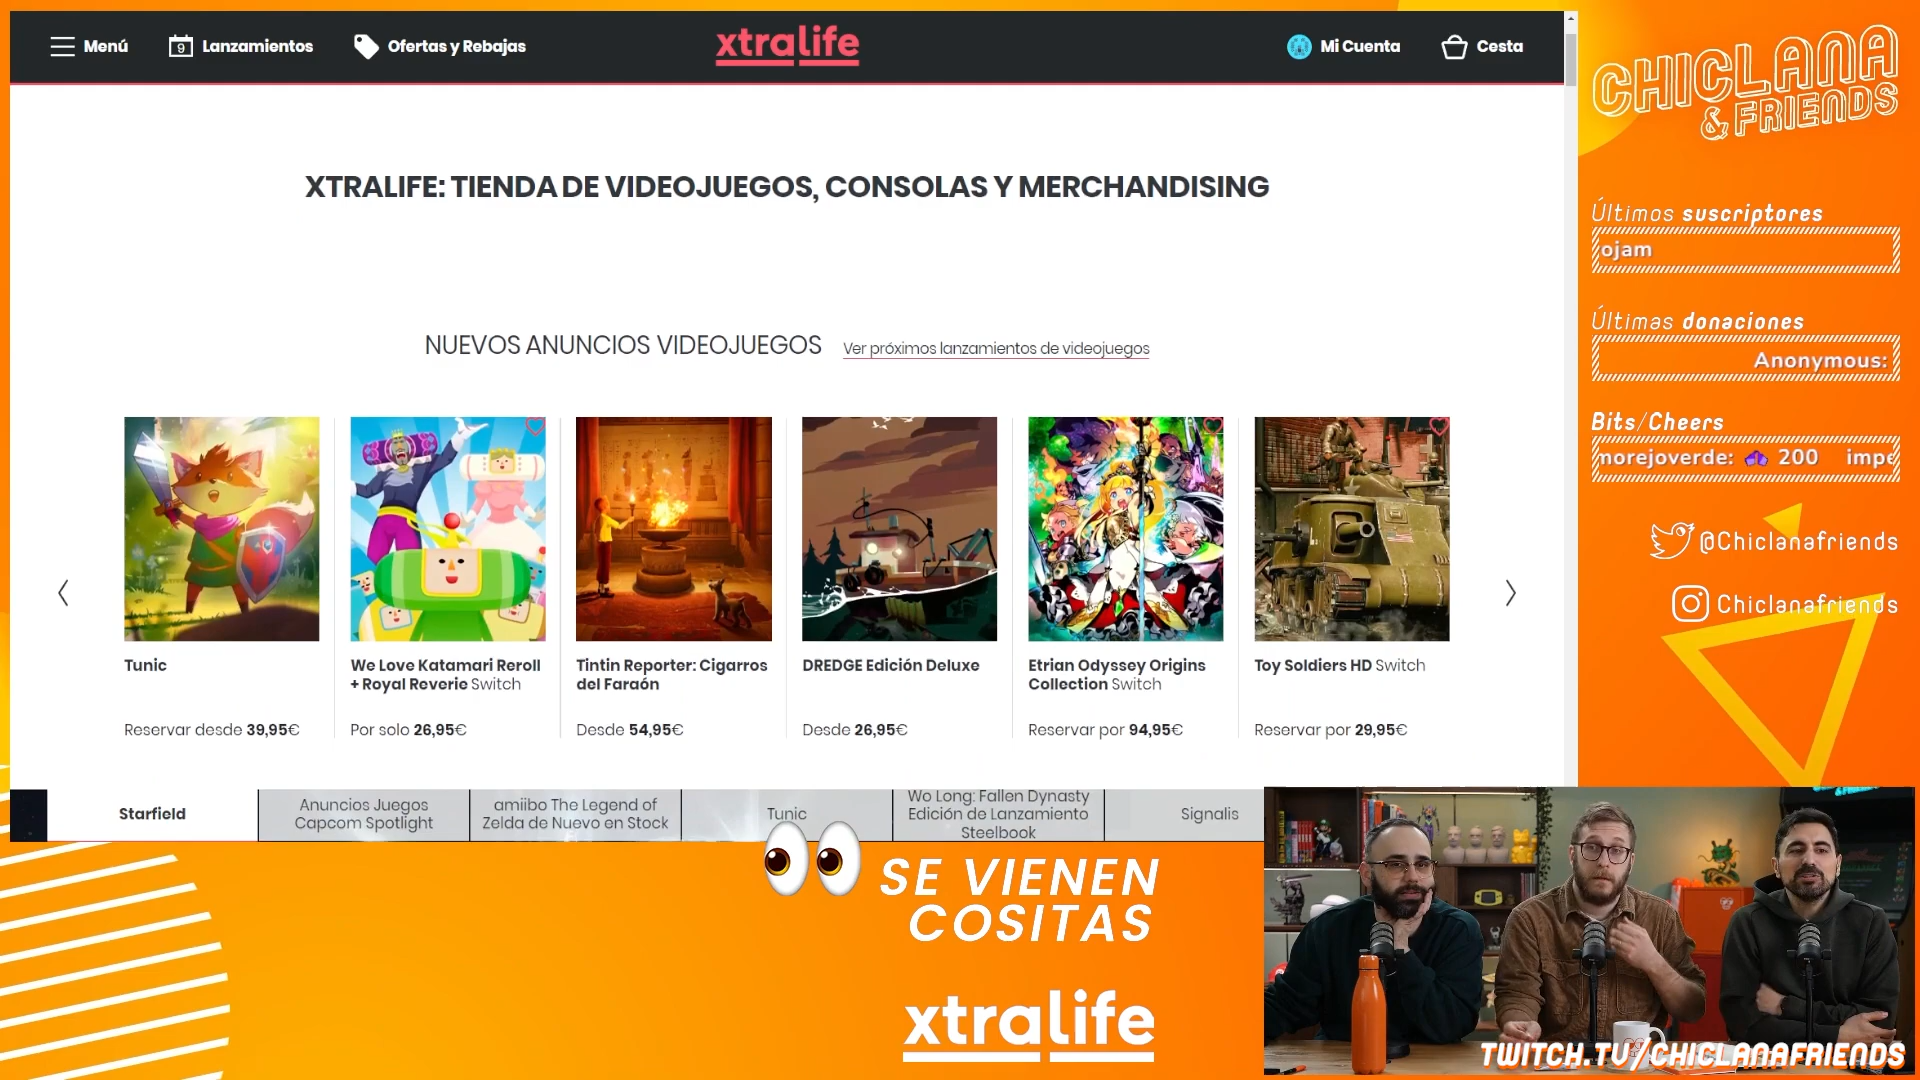 Menú
9
Lanzamientos
Ofertas y Rebajas
xtralife
Mi Cuenta
Cesta
XTRALIFE: TIENDA DE VIDEOJUEGOS, CONSOLAS Y MERCHANDISING
NUEVOS ANUNCIOS VIDEOJUEGOS
Ver próximos lanzamientos de videojuegos
Tunic
Reservar desde 39,95€
We Love Katamari Reroll
+ Royal Reverie Switch
Por solo 26,95€
Tintin Reporter: Cigarros
del Faraón
Desde 54,95€
DREDGE Edición Deluxe
Desde 26,95€
Etrian Odyssey Origins
Collection Switch
Reservar por 94,95€
Toy Soldiers HD Switch
Reservar por 29,95€
Starfield
Anuncios Juegos
Capcom Spotlight
amiibo The Legend of
Zelda de Nuevo en Stock
Tunic
Wo Long: Fallen Dynasty
Edición de Lanzamiento
Steelbook
Signalis
SE VIENEN
COSITAS
xtralife
CHICLANA
& FRIENDS
Últimos suscriptores
ojam
Últimas donaciones
Anonymous:
Bits/Cheers
norejoverde: 200 impe
@Chiclanafriends
Chiclanafriends
TWITCH.TV/CHICLANAFRIENDS